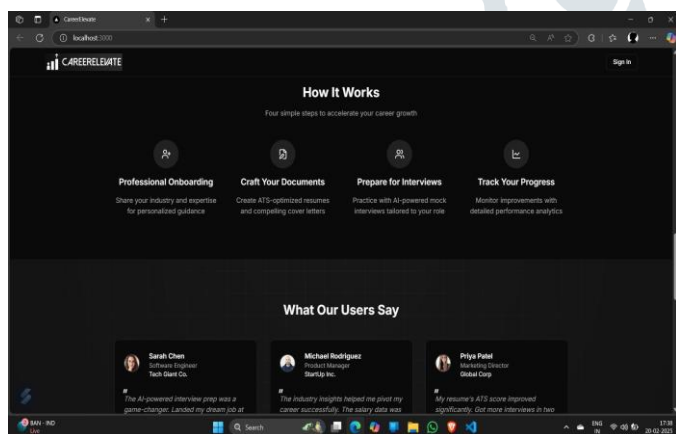 CareerElevate
localhost:3000
CAREERELEVATE
Sign In
How It Works
Four simple steps to accelerate your career growth
Professional Onboarding
Share your industry and expertise
for personalized guidance
Craft Your Documents
Create ATS-optimized resumes
and compelling cover letters
Prepare for Interviews
Practice with AI-powered mock
interviews tailored to your role
Track Your Progress
Monitor improvements with
detailed performance analytics
What Our Users Say
Sarah Chen
Software Engineer
Tech Giant Co.
"
The AI-powered interview prep was a
game-changer. Landed my dream job at
Michael Rodriguez
Product Manager
StartUp Inc.
"
The industry insights helped me pivot my
career successfully. The salary data was
Priya Patel
Marketing Director
Global Corp
"
My resume's ATS score improved
significantly. Got more interviews in two
BAN - IND
Live
Search
ENG
IN
17:38
20-02-2025